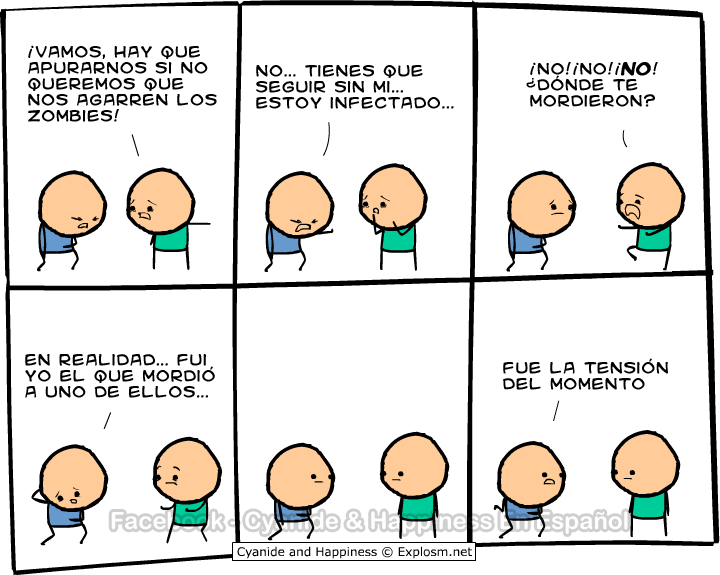 ¡VAMOS, HAY QUE
APURARNOS SI NO
QUEREMOS QUE
NOS AGARREN LOS
ZOMBIES!
NO... TIENES QUE
SEGUIR SIN MI...
ESTOY INFECTADO...
¡NO!¡NO!¡NO!
¿DÓNDE TE
MORDIERON?
EN REALIDAD... FUI
YO EL QUE MORDIÓ
A UNO DE ELLOS...
FUE LA TENSIÓN
DEL MOMENTO
Facebook - Cyanide & Happiness En Español
Cyanide and Happiness © Explosm.net